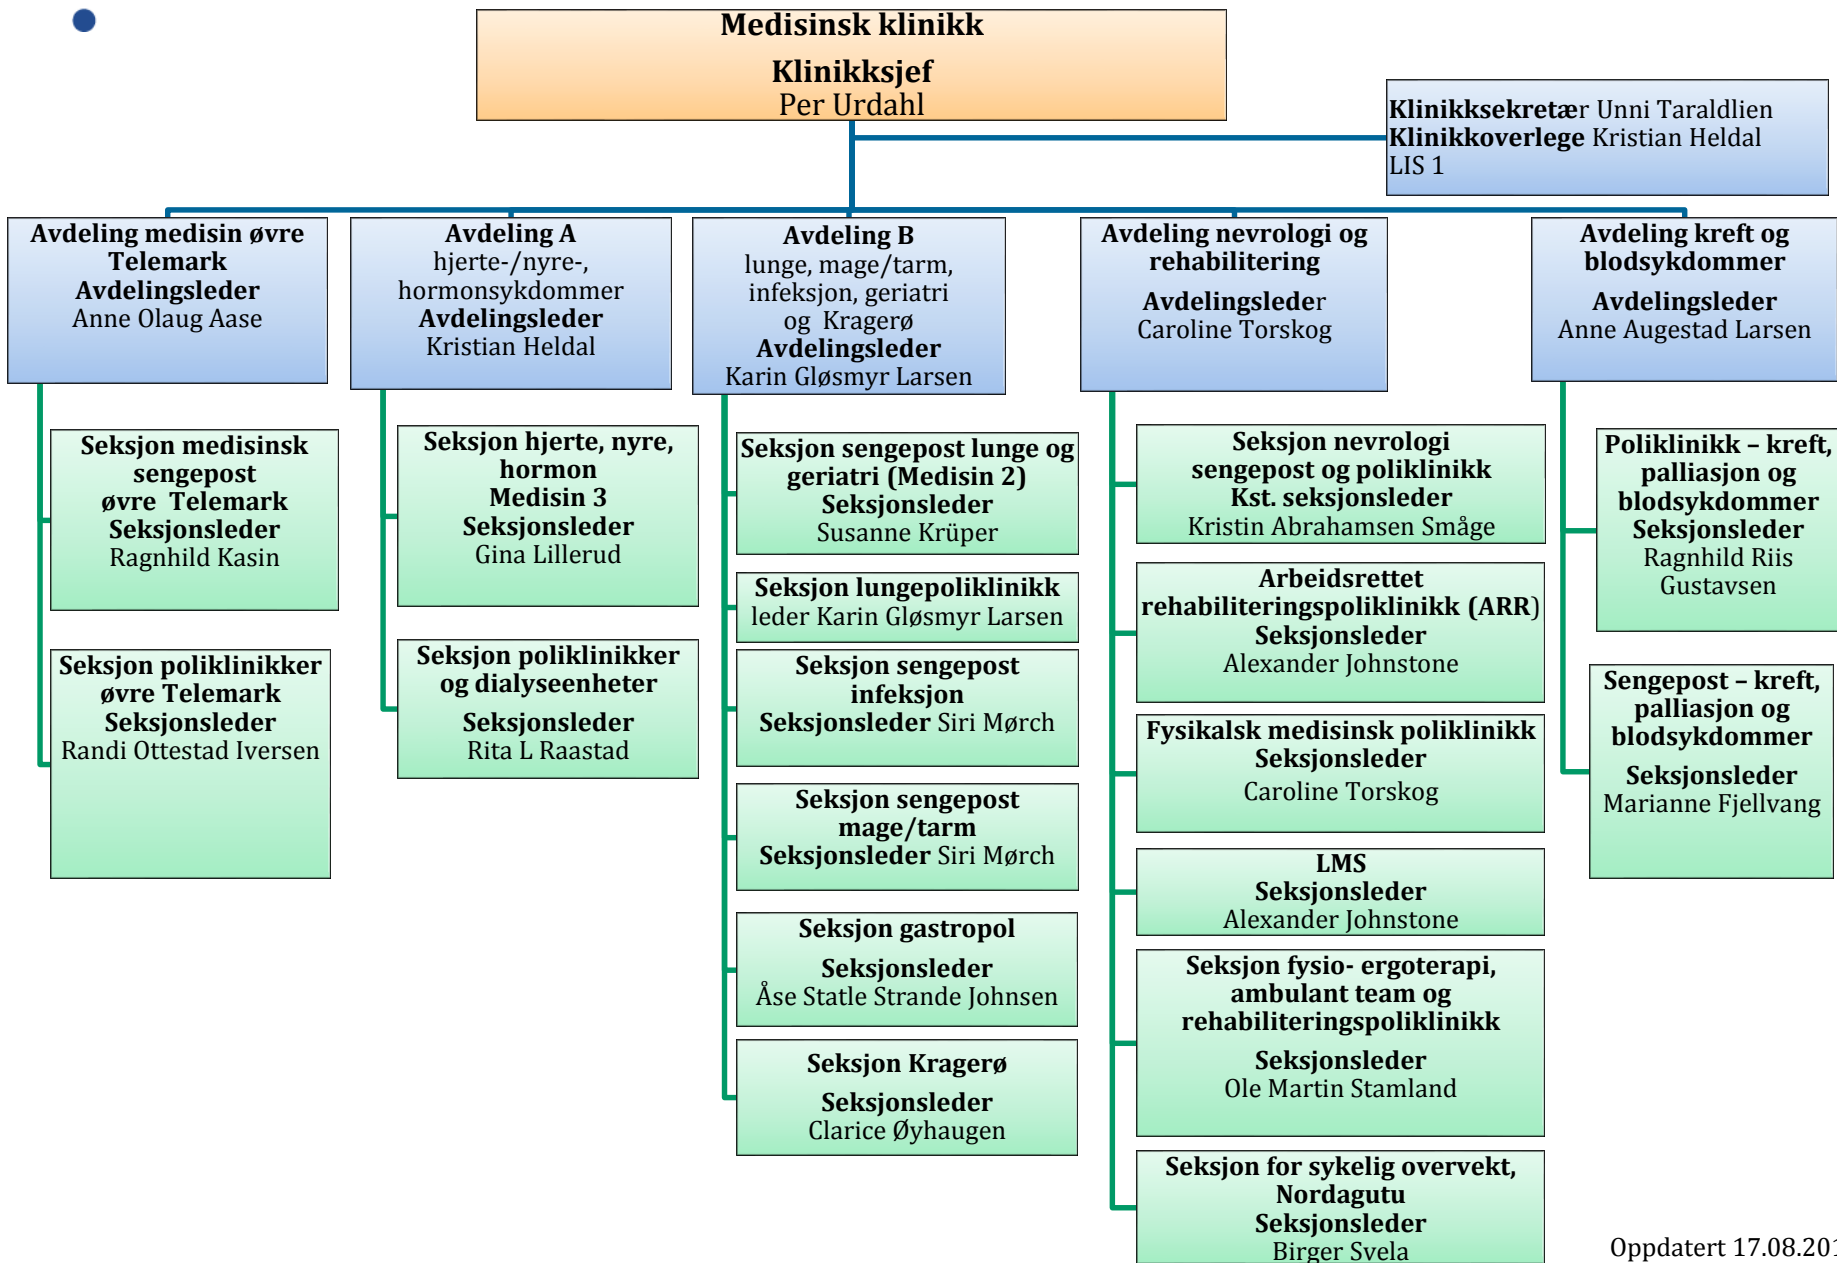 Medisinsk klinikk
Klinikksjef
Per Urdahl
Klinikksekretær Unni Taraldlien
Klinikkoverlege Kristian Heldal
LIS 1
Avdeling medisin øvre
Telemark
Avdelingsleder
Anne Olaug Aase
Avdeling A
hjerte-/nyre-,
hormonsykdommer
Avdelingsleder
Kristian Heldal
Avdeling B
lunge, mage/tarm,
infeksjon, geriatri
og Kragerø
Avdelingsleder
Karin Gløsmyr Larsen
Avdeling nevrologi og
rehabilitering
Avdelingsleder
Caroline Torskog
Avdeling kreft og
blodsykdommer
Avdelingsleder
Anne Augestad Larsen
Seksjon medisinsk
sengepost
øvre Telemark
Seksjonsleder
Ragnhild Kasin
Seksjon poliklinikker
øvre Telemark
Seksjonsleder
Randi Ottestad Iversen
Seksjon hjerte, nyre,
hormon
Medisin 3
Seksjonsleder
Gina Lillerud
Seksjon poliklinikker
og dialyseenheter
Seksjonsleder
Rita L Raastad
Seksjon sengepost lunge og
geriatri (Medisin 2)
Seksjonsleder
Susanne Krüper
Seksjon lungepoliklinikk
leder Karin Gløsmyr Larsen
Seksjon sengepost
infeksjon
Seksjonsleder Siri Mørch
Seksjon sengepost
mage/tarm
Seksjonsleder Siri Mørch
Seksjon gastropol
Seksjonsleder
Åse Statle Strande Johnsen
Seksjon Kragerø
Seksjonsleder
Clarice Øyhaugen
Seksjon nevrologi
sengepost og poliklinikk
Kst. seksjonsleder
Kristin Abrahamsen Småge
Arbeidsrettet
rehabiliteringspoliklinikk (ARR)
Seksjonsleder
Alexander Johnstone
Fysikalsk medisinsk poliklinikk
Seksjonsleder
Caroline Torskog
LMS
Seksjonsleder
Alexander Johnstone
Seksjon fysio- ergoterapi,
ambulant team og
rehabiliteringspoliklinikk
Seksjonsleder
Ole Martin Stamland
Seksjon for sykelig overvekt,
Nordagutu
Seksjonsleder
Birger Svela
Poliklinikk – kreft,
palliasjon og
blodsykdommer
Seksjonsleder
Ragnhild Riis
Gustavsen
Sengepost – kreft,
palliasjon og
blodsykdommer
Seksjonsleder
Marianne Fjellvang
Oppdatert 17.08.201